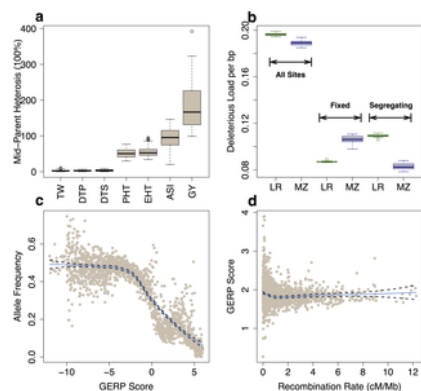 a
Mid-Parent Heterosis (100%)
400
300
200
100
0
TW DTP DTS PHT EHT ASI GY
b
Deleterious Load per bp
0.20
0.16
0.12
0.08
All Sites
Fixed Segregating
LR MZ LR MZ LR MZ
c
Allele Frequency
0.6
0.4
0.2
0.0
−10 −5 0 5
GERP Score
d
GERP Score
4
3
2
1
0 2 4 6 8 10 12
Recombination Rate (cM/Mb)